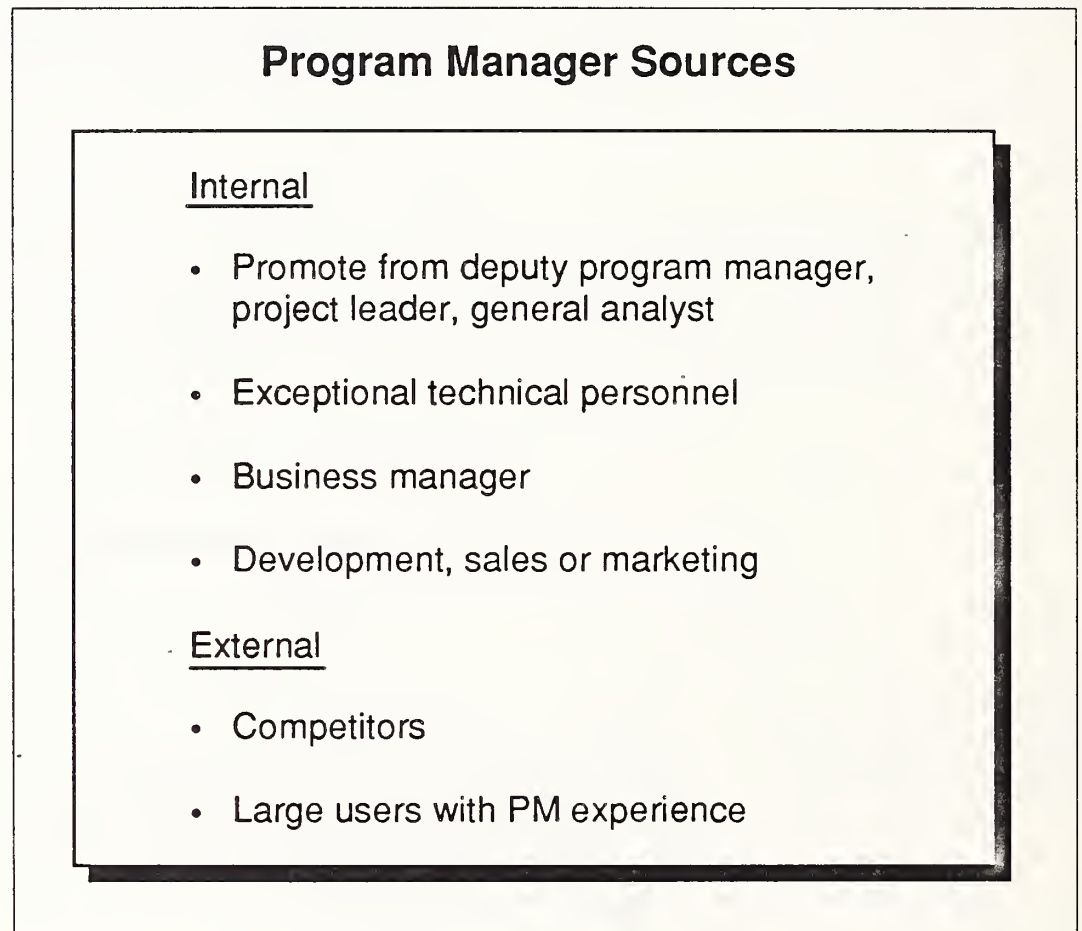 Program Manager Sources
Internal
• Promote from deputy program manager,
project leader, general analyst
• Exceptional technical personnel
• Business manager
• Development, sales or marketing
External
• Competitors
• Large users with PM experience